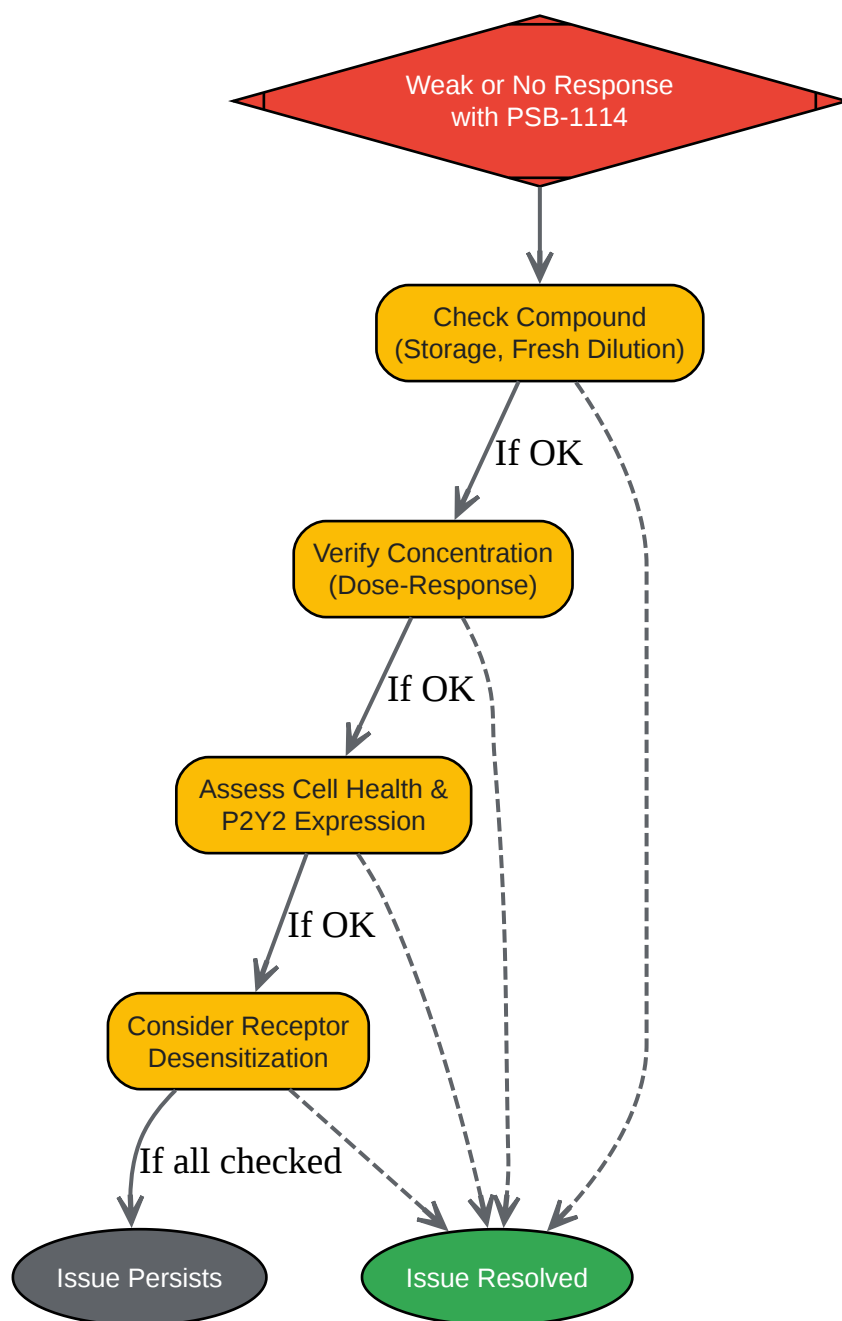 Weak or No Response
with PSB-1114
Check Compound
(Storage, Fresh Dilution)
If OK
Verify Concentration
(Dose-Response)
If OK
Assess Cell Health &
P2Y2 Expression
If OK
Consider Receptor
Desensitization
If all checked
Issue Persists
Issue Resolved